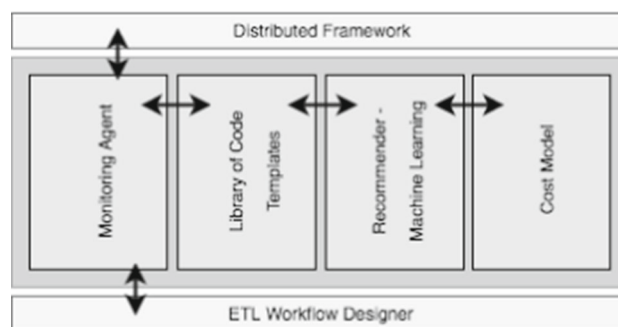 Distributed Framework
Monitoring Agent
Library of Code
Templates
Recommender -
Machine Learning
Cost Model
ETL Workflow Designer